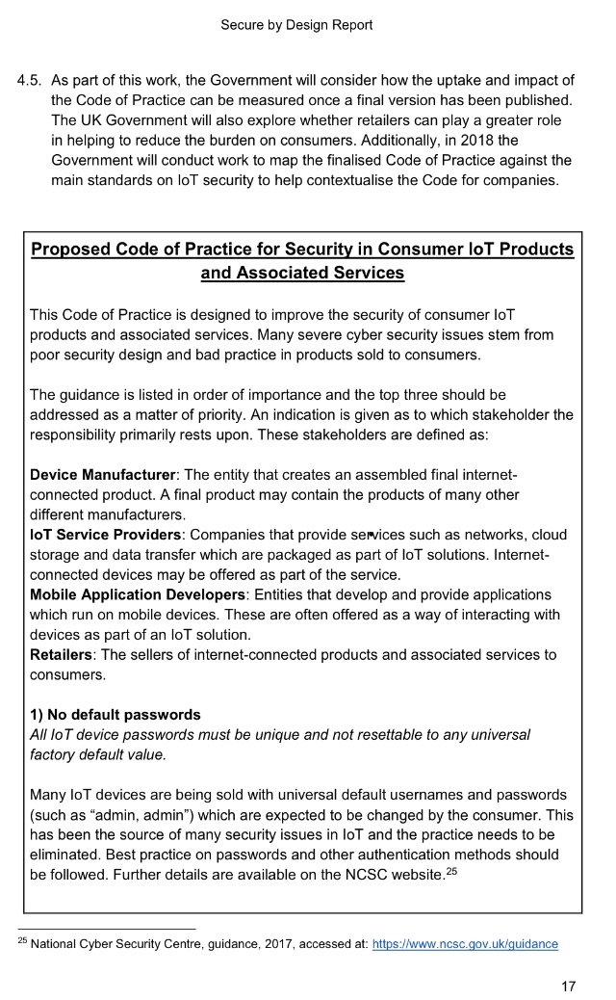 Secure by Design Report
4.5. As part of this work, the Government will consider how the uptake and impact of
the Code of Practice can be measured once a final version has been published.
The UK Government will also explore whether retailers can play a greater role
in helping to reduce the burden on consumers. Additionally, in 2018 the
Government will conduct work to map the finalised Code of Practice against the
main standards on IoT security to help contextualise the Code for companies.
Proposed Code of Practice for Security in Consumer IoT Products
and Associated Services
This Code of Practice is designed to improve the security of consumer IoT
products and associated services. Many severe cyber security issues stem from
poor security design and bad practice in products sold to consumers.
The guidance is listed in order of importance and the top three should be
addressed as a matter of priority. An indication is given as to which stakeholder the
responsibility primarily rests upon. These stakeholders are defined as:
Device Manufacturer: The entity that creates an assembled final internet-
connected product. A final product may contain the products of many other
different manufacturers.
IoT Service Providers: Companies that provide services such as networks, cloud
storage and data transfer which are packaged as part of IoT solutions. Internet-
connected devices may be offered as part of the service.
Mobile Application Developers: Entities that develop and provide applications
which run on mobile devices. These are often offered as a way of interacting with
devices as part of an IoT solution.
Retailers: The sellers of internet-connected products and associated services to
consumers.
1) No default passwords
All IoT device passwords must be unique and not resettable to any universal
factory default value.
Many IoT devices are being sold with universal default usernames and passwords
(such as “admin, admin”) which are expected to be changed by the consumer. This
has been the source of many security issues in IoT and the practice needs to be
eliminated. Best practice on passwords and other authentication methods should
be followed. Further details are available on the NCSC website.25
25 National Cyber Security Centre, guidance, 2017, accessed at: https://www.ncsc.gov.uk/guidance
17